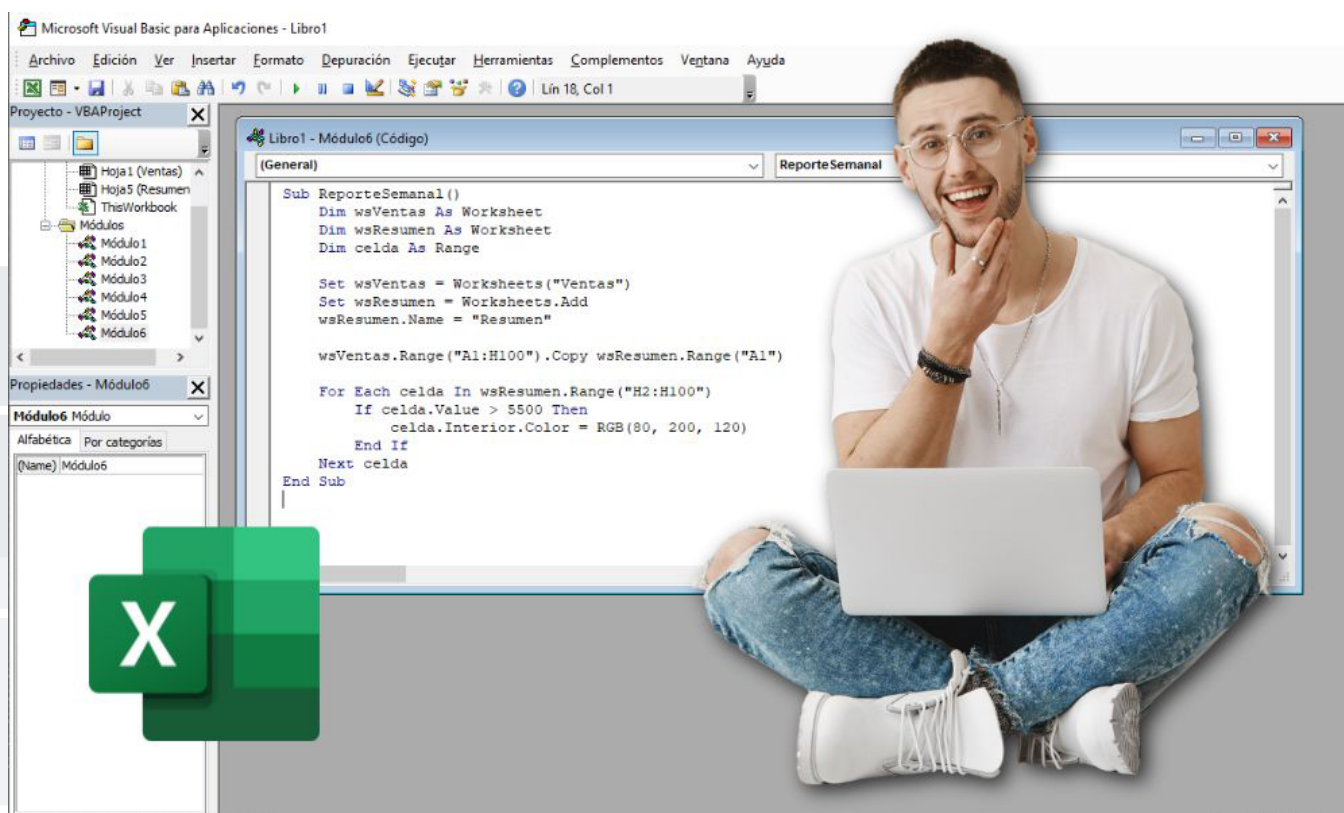 Microsoft Visual Basic para Aplicaciones - Libro1
Archivo Edición Ver Insertar Formato Depuración Ejecutar Herramientas Complementos Ventana Ayuda
Lín 18, Col 1
Proyecto - VBAProject
Hoja1 (Ventas)
Hoja5 (Resumen
ThisWorkbook
Módulos
Módulo1
Módulo2
Módulo3
Módulo4
Módulo5
Módulo6
Propiedades - Módulo6
Módulo6 Módulo
Alfabética Por categorías
(Name) Módulo6
Libro1 - Módulo6 (Código)
(General) ReporteSemanal
Sub ReporteSemanal()
Dim wsVentas As Worksheet
Dim wsResumen As Worksheet
Dim celda As Range
Set wsVentas = Worksheets("Ventas")
Set wsResumen = Worksheets.Add
wsResumen.Name = "Resumen"
wsVentas.Range("A1:H100").Copy wsResumen.Range("A1")
For Each celda In wsResumen.Range("H2:H100")
If celda.Value > 5500 Then
celda.Interior.Color = RGB(80, 200, 120)
End If
Next celda
End Sub
X